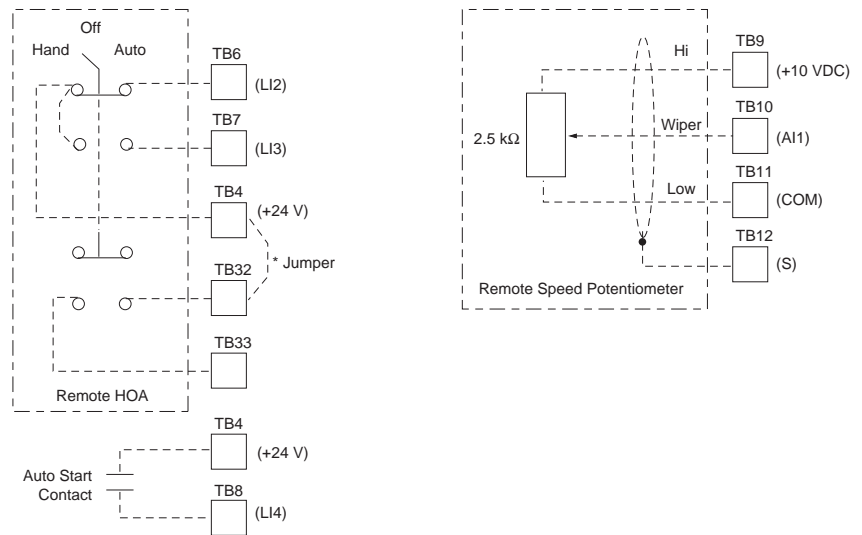 Off
Hand Auto
TB6
(LI2)
TB7
(LI3)
TB4
(+24 V)
* Jumper
TB32
TB33
Remote HOA
TB4
(+24 V)
Auto Start
Contact
TB8
(LI4)
Hi
TB9
(+10 VDC)
TB10
2.5 kΩ
Wiper
(AI1)
TB11
Low
(COM)
TB12
(S)
Remote Speed Potentiometer